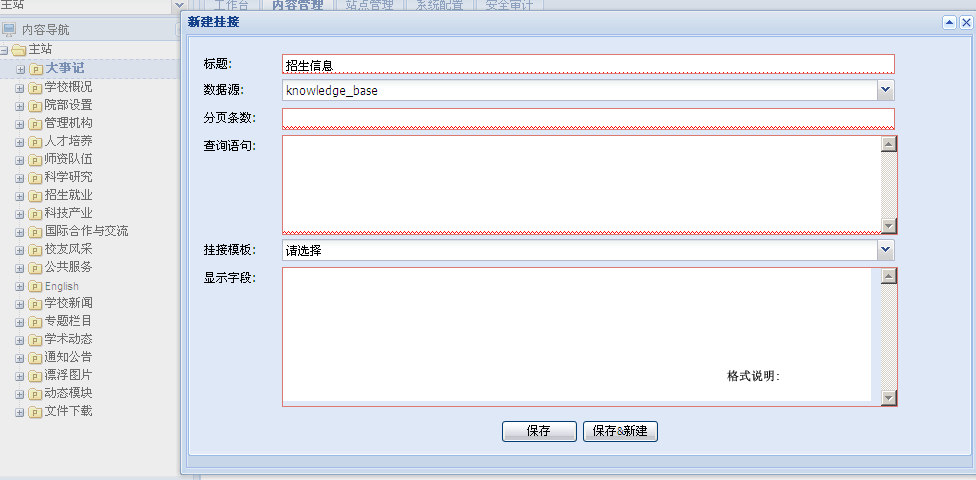 主站
工作台 内容管理 站点管理 系统配置 安全审计
内容导航
主站
大事记
学校概况
院部设置
管理机构
人才培养
师资队伍
科学研究
招生就业
科技产业
国际合作与交流
校友风采
公共服务
English
学校新闻
专题栏目
学术动态
通知公告
漂浮图片
动态模块
文件下载
新建挂接
标题: 招生信息
数据源: knowledge_base
分页条数:
查询语句:
挂接模板: 请选择
显示字段:
格式说明:
保存 保存&新建